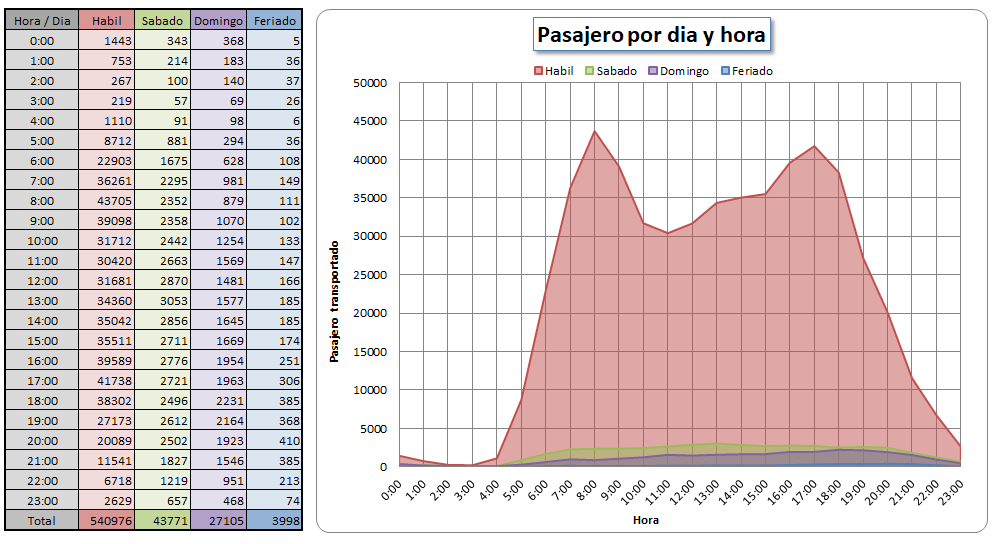 Hora / Dia Habil Sabado Domingo Feriado
0:00 1443 343 368 5
1:00 753 214 183 36
2:00 267 100 140 37
3:00 219 57 69 26
4:00 1110 91 98 6
5:00 8712 881 294 36
6:00 22903 1675 628 108
7:00 36261 2295 981 149
8:00 43705 2352 879 111
9:00 39098 2358 1070 102
10:00 31712 2442 1254 133
11:00 30420 2663 1569 147
12:00 31681 2870 1481 166
13:00 34360 3053 1577 185
14:00 35042 2856 1645 185
15:00 35511 2711 1669 174
16:00 39589 2776 1954 251
17:00 41738 2721 1963 306
18:00 38302 2496 2231 385
19:00 27173 2612 2164 368
20:00 20089 2502 1923 410
21:00 11541 1827 1546 385
22:00 6718 1219 951 213
23:00 2629 657 468 74
Total 540976 43771 27105 3998
Pasajero por dia y hora
Habil Sabado Domingo Feriado
50000
45000
40000
35000
30000
25000
20000
15000
10000
5000
0
Pasajero transportado
0:00 1:00 2:00 3:00 4:00 5:00 6:00 7:00 8:00 9:00 10:00 11:00 12:00 13:00 14:00 15:00 16:00 17:00 18:00 19:00 20:00 21:00 22:00 23:00
Hora